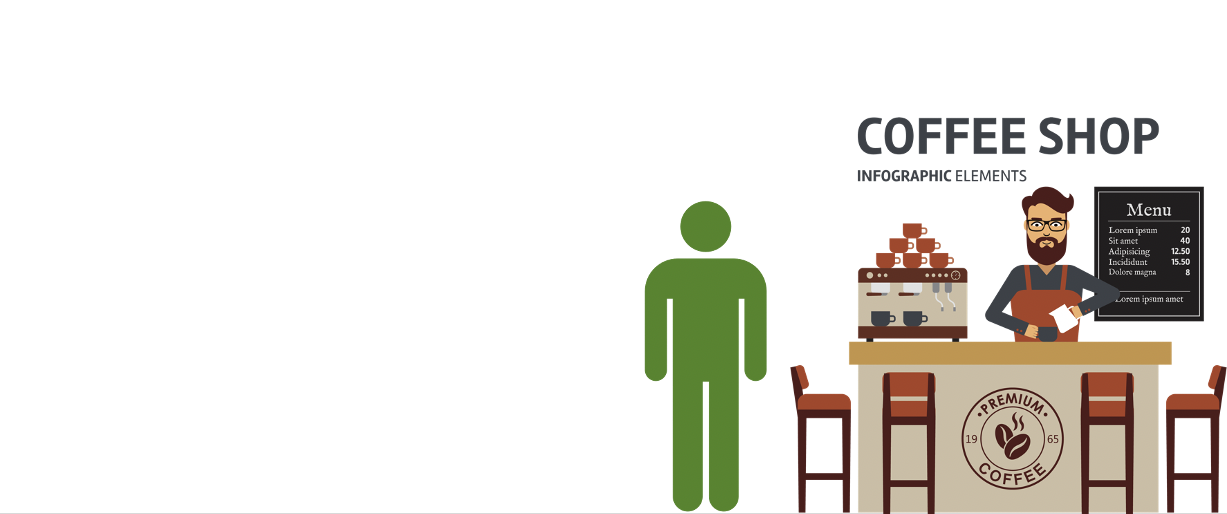 COFFEE SHOP
INFOGRAPHIC ELEMENTS
Menu
Lorem ipsum 20
Sit amet 40
Adipisicing 12.50
Incididunt 15.50
Dolore magna 8
Lorem ipsum amet
• PREMIUM •
19 65
COFFEE